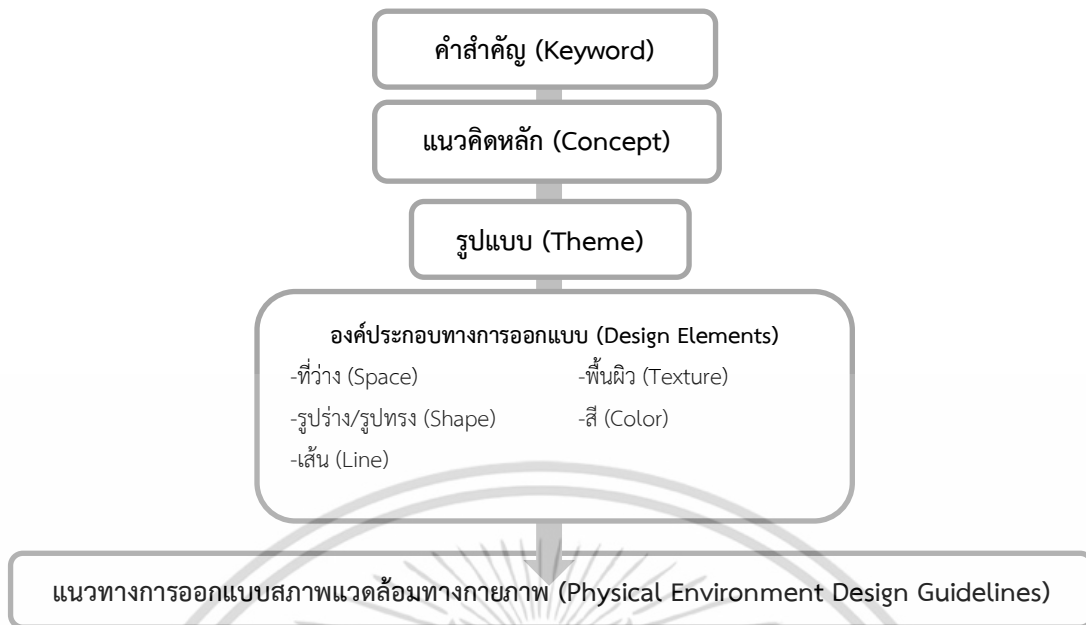 คำสำคัญ (Keyword)
แนวคิดหลัก (Concept)
รูปแบบ (Theme)
องค์ประกอบทางการออกแบบ (Design Elements)
-ที่ว่าง (Space)
-พื้นผิว (Texture)
-รูปร่าง/รูปทรง (Shape)
-สี (Color)
-เส้น (Line)
แนวทางการออกแบบสภาพแวดล้อมทางกายภาพ (Physical Environment Design Guidelines)